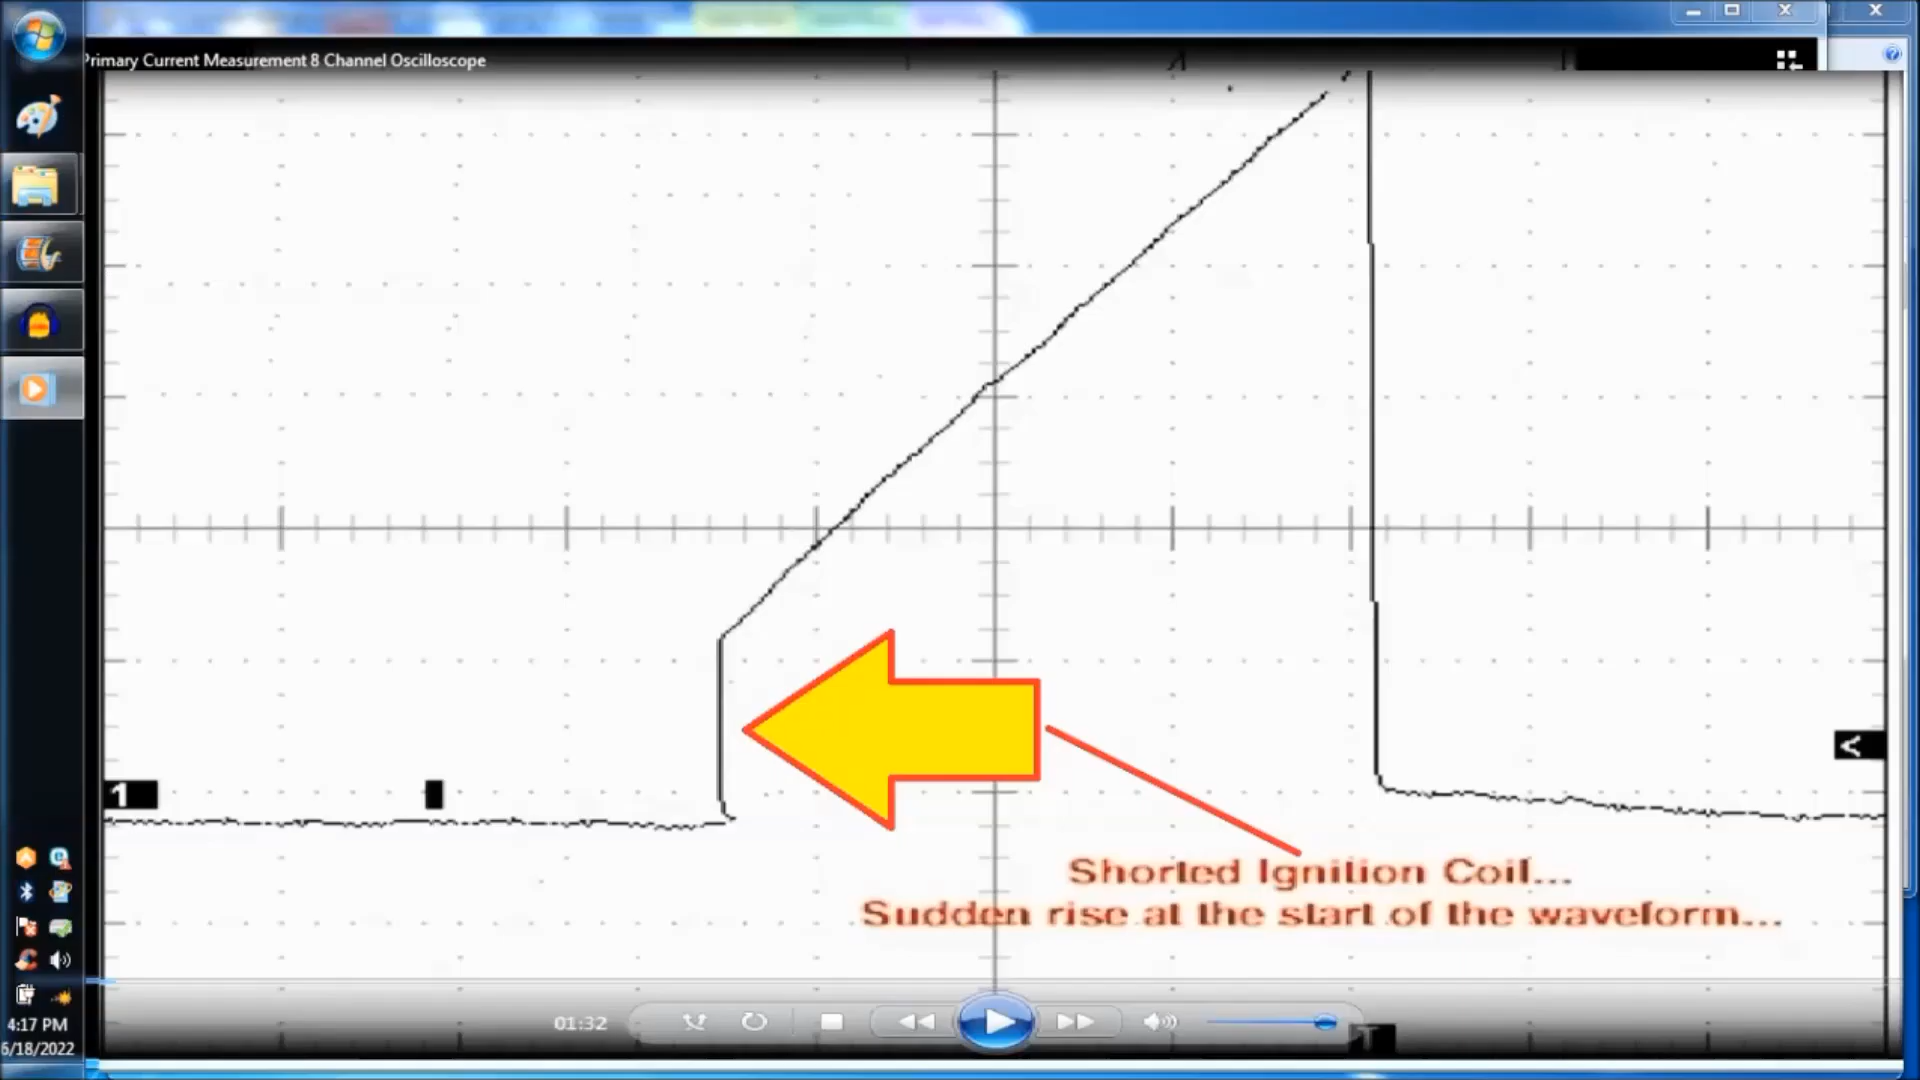 Primary Current Measurement 8 Channel Oscilloscope
1
<
Shorted Ignition Coil...
Sudden rise at the start of the waveform...
01:32
T
4:17 PM
6/18/2022